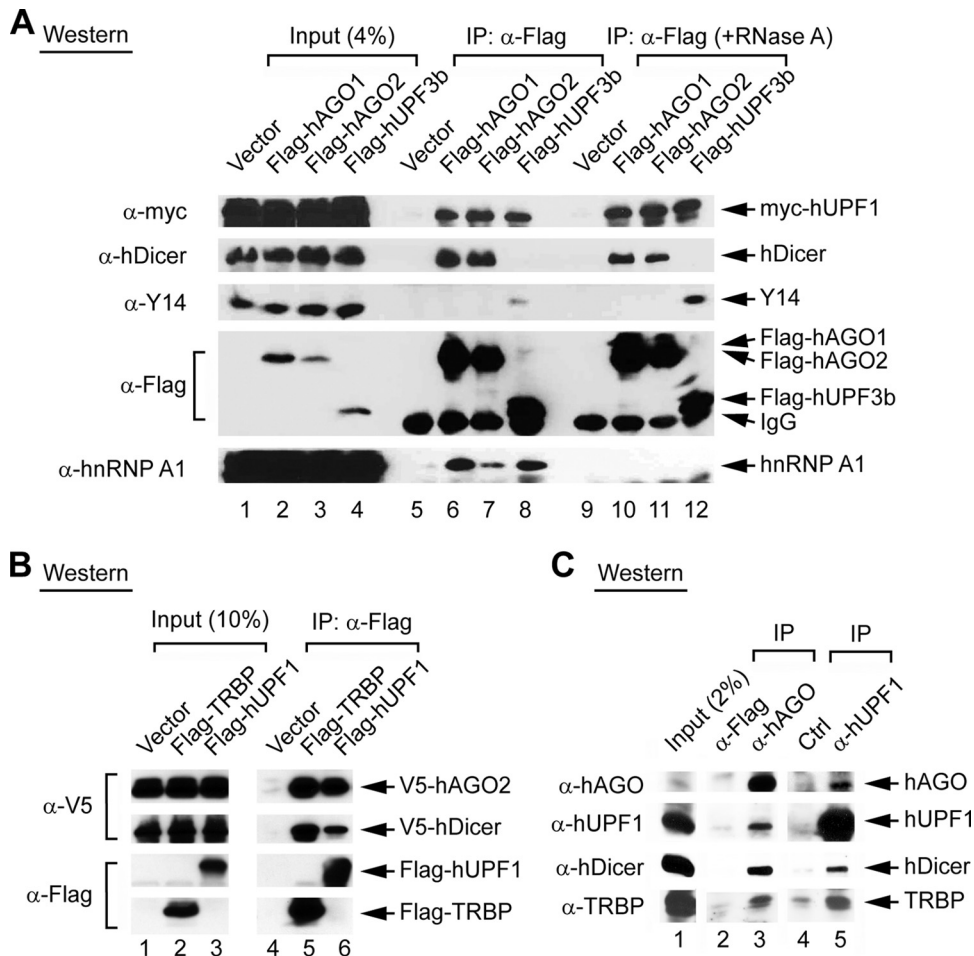 A Western
Input (4%) IP: α-Flag IP: α-Flag (+RNase A)
Vector Flag-hAGO1 Flag-hAGO2 Flag-hUPF3b Vector Flag-hAGO1 Flag-hAGO2 Flag-hUPF3b Vector Flag-hAGO1 Flag-hAGO2 Flag-hUPF3b
α-myc myc-hUPF1
α-hDicer hDicer
α-Y14 Y14
Flag-hAGO1
Flag-hAGO2
α-Flag
Flag-hUPF3b
IgG
α-hnRNP A1 hnRNP A1
1 2 3 4 5 6 7 8 9 10 11 12
B Western
Input (10%) IP: α-Flag
Vector Flag-TRBP Flag-hUPF1 Vector Flag-TRBP Flag-hUPF1
α-V5
V5-hAGO2
V5-hDicer
α-Flag
Flag-hUPF1
Flag-TRBP
1 2 3 4 5 6
C Western
IP IP
Input (2%) α-Flag α-hAGO Ctrl α-hUPF1
α-hAGO hAGO
α-hUPF1 hUPF1
α-hDicer hDicer
α-TRBP TRBP
1 2 3 4 5